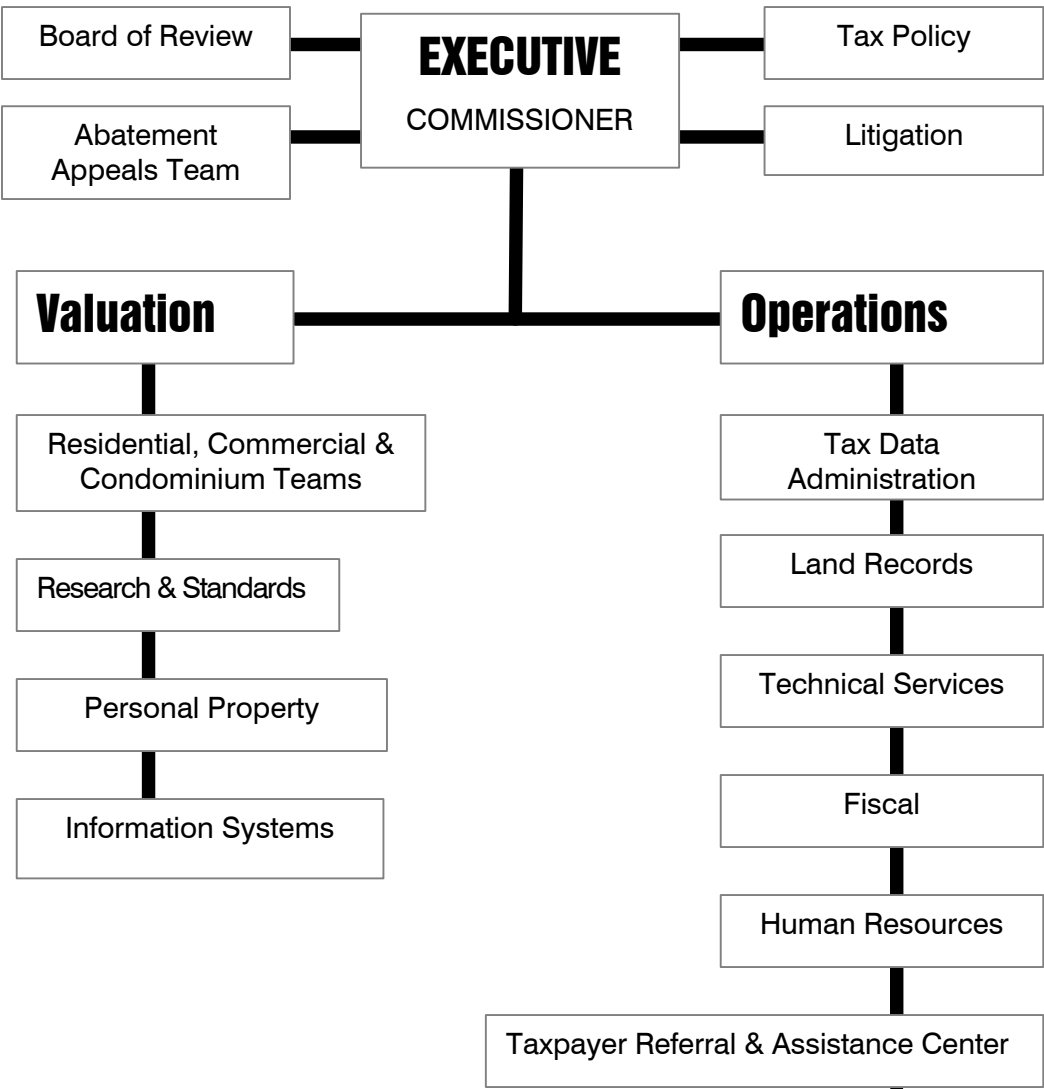 Board of Review
EXECUTIVE
COMMISSIONER
Tax Policy
Abatement
Appeals Team
Litigation
Valuation
Operations
Residential, Commercial &
Condominium Teams
Tax Data
Administration
Research & Standards
Land Records
Personal Property
Technical Services
Information Systems
Fiscal
Human Resources
Taxpayer Referral & Assistance Center